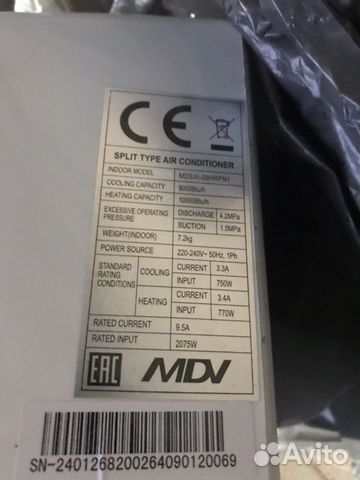 CE
SPLIT TYPE AIR CONDITIONER
INDOOR MODEL MDSAI-09HRFN1
COOLING CAPACITY 9000Btu/h
HEATING CAPACITY 10000Btu/h
EXCESSIVE OPERATING PRESSURE DISCHARGE 4.2MPa
SUCTION 1.5MPa
WEIGHT(INDOOR) 7.2kg
POWER SOURCE 220-240V~ 50Hz, 1Ph
STANDARD RATING CONDITIONS COOLING CURRENT 3.3A
INPUT 750W
HEATING CURRENT 3.4A
INPUT 770W
RATED CURRENT 9.5A
RATED INPUT 2075W
EAC MDV
SN-2401268200264090120069
Avito